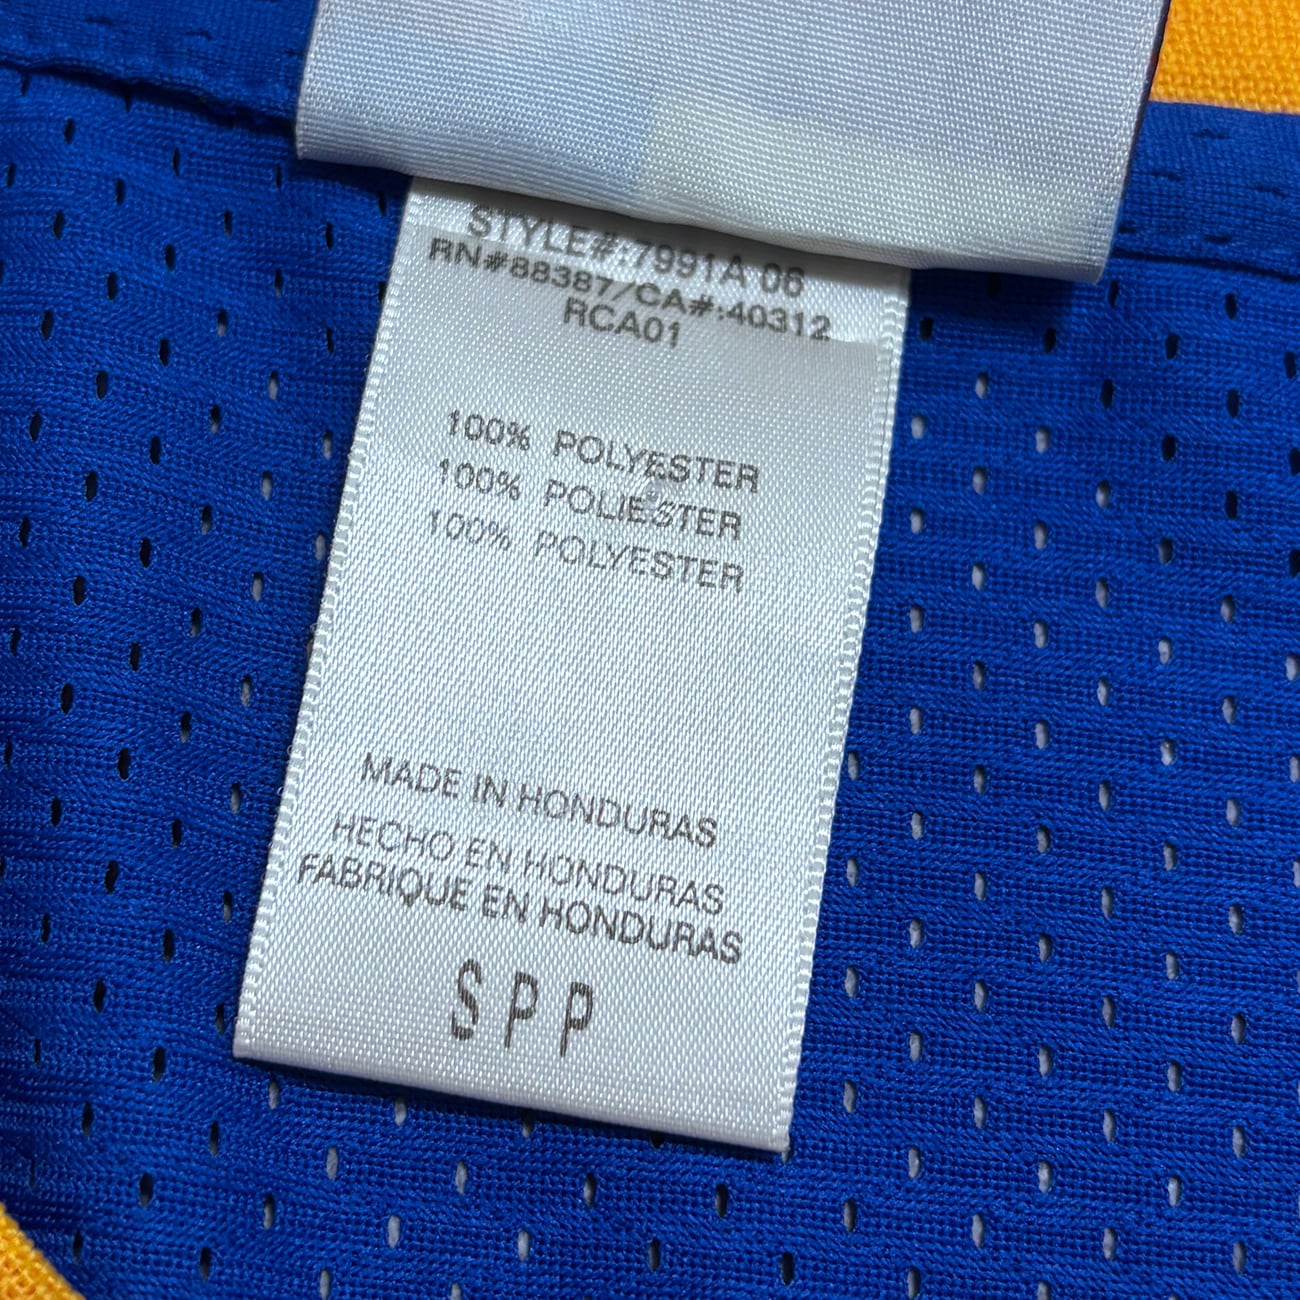 STYLE#:7991A 06
RN#88387/CA#:40312
RCA01
100% POLYESTER
100% POLIESTER
100% POLYESTER
MADE IN HONDURAS
HECHO EN HONDURAS
FABRIQUE EN HONDURAS
SPP